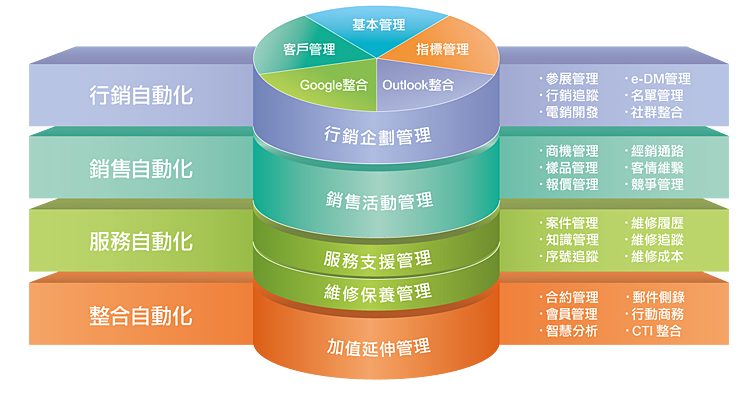 基本管理
客戶管理
指標管理
Google整合
Outlook整合
行銷自動化
行銷企劃管理
·參展管理 ·e-DM管理
·行銷追蹤 ·名單管理
·電銷開發 ·社群整合
銷售自動化
銷售活動管理
·商機管理 ·經銷通路
·樣品管理 ·客情維繫
·報價管理 ·競爭管理
服務自動化
服務支援管理
維修保養管理
·案件管理 ·維修履歷
·知識管理 ·維修追蹤
·序號追蹤 ·維修成本
整合自動化
加值延伸管理
·合約管理 ·郵件側錄
·會員管理 ·行動商務
·智慧分析 ·CTI 整合